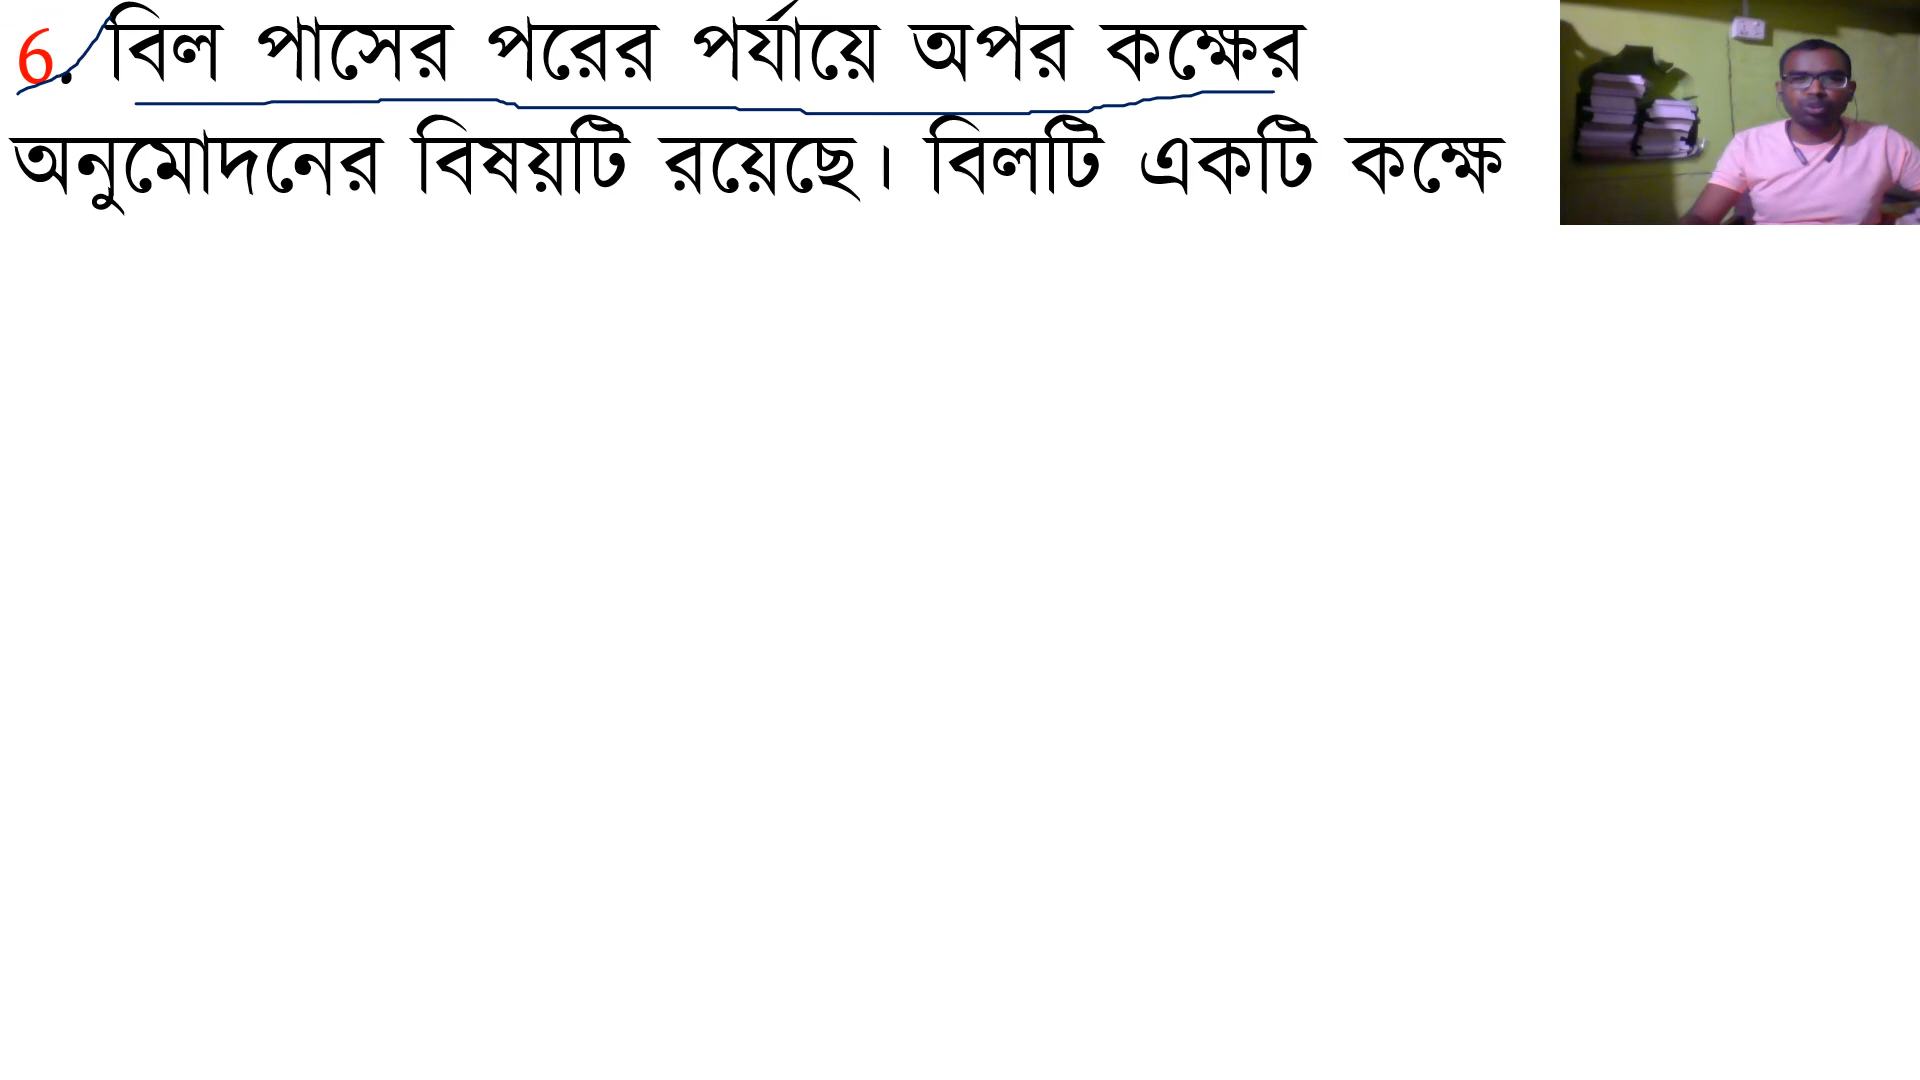 6. বিল পাসের পরের পর্যায়ে অপর কক্ষের
অনুমোদনের বিষয়টি রয়েছে। বিলটি একটি কক্ষে